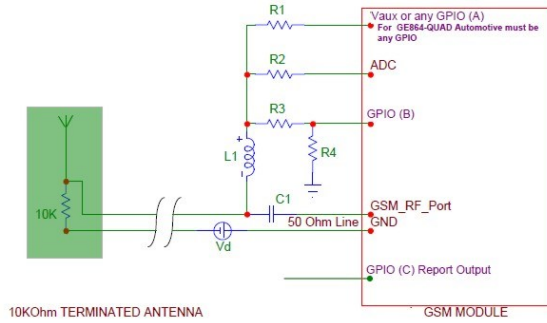 R1
Vaux or any GPIO (A)
For GE864-QUAD Automotive must be
any GPIO
R2
ADC
R3
GPIO (B)
+
L1
R4
10K
C1
GSM_RF_Port
50 Ohm Line
GND
Vd
GPIO (C) Report Output
10KOhm TERMINATED ANTENNA
GSM MODULE